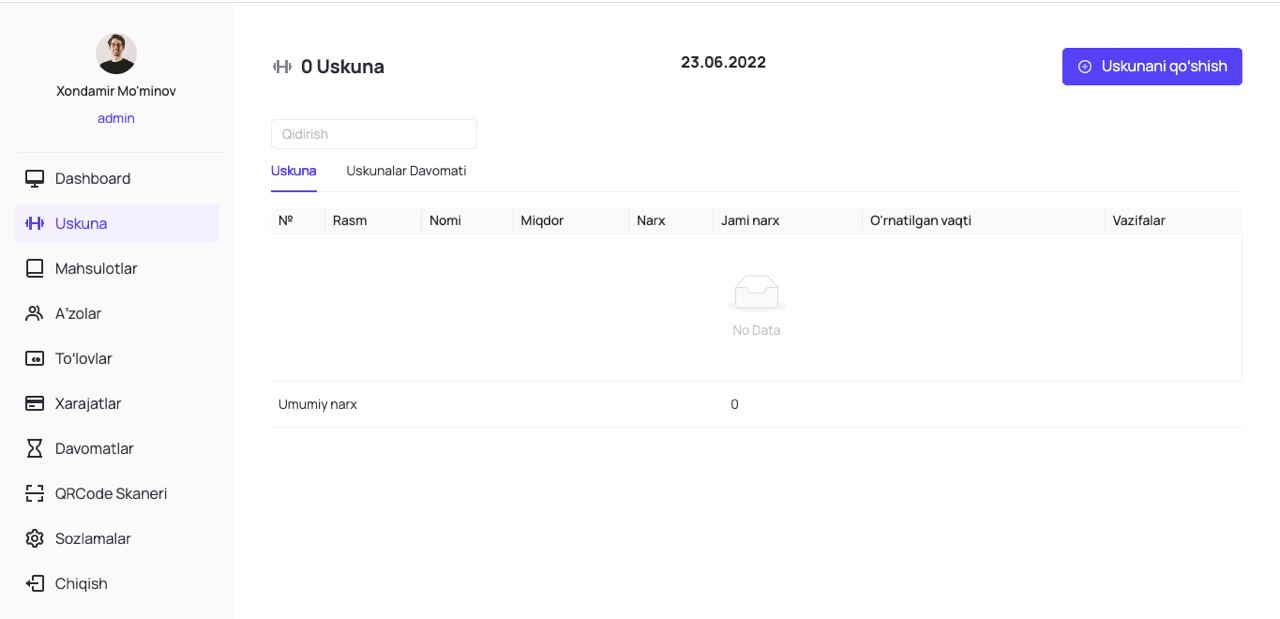 Xondamir Mo'minov
admin
Dashboard
Uskuna
Mahsulotlar
A’zolar
To‘lovlar
Xarajatlar
Davomatlar
QRCode Skaneri
Sozlamalar
Chiqish
0 Uskuna
23.06.2022
Uskunani qo‘shish
Qidirish
Uskuna Uskunalar Davomati
№ Rasm Nomi Miqdor Narx Jami narx O'rnatilgan vaqti Vazifalar
No Data
Umumiy narx 0